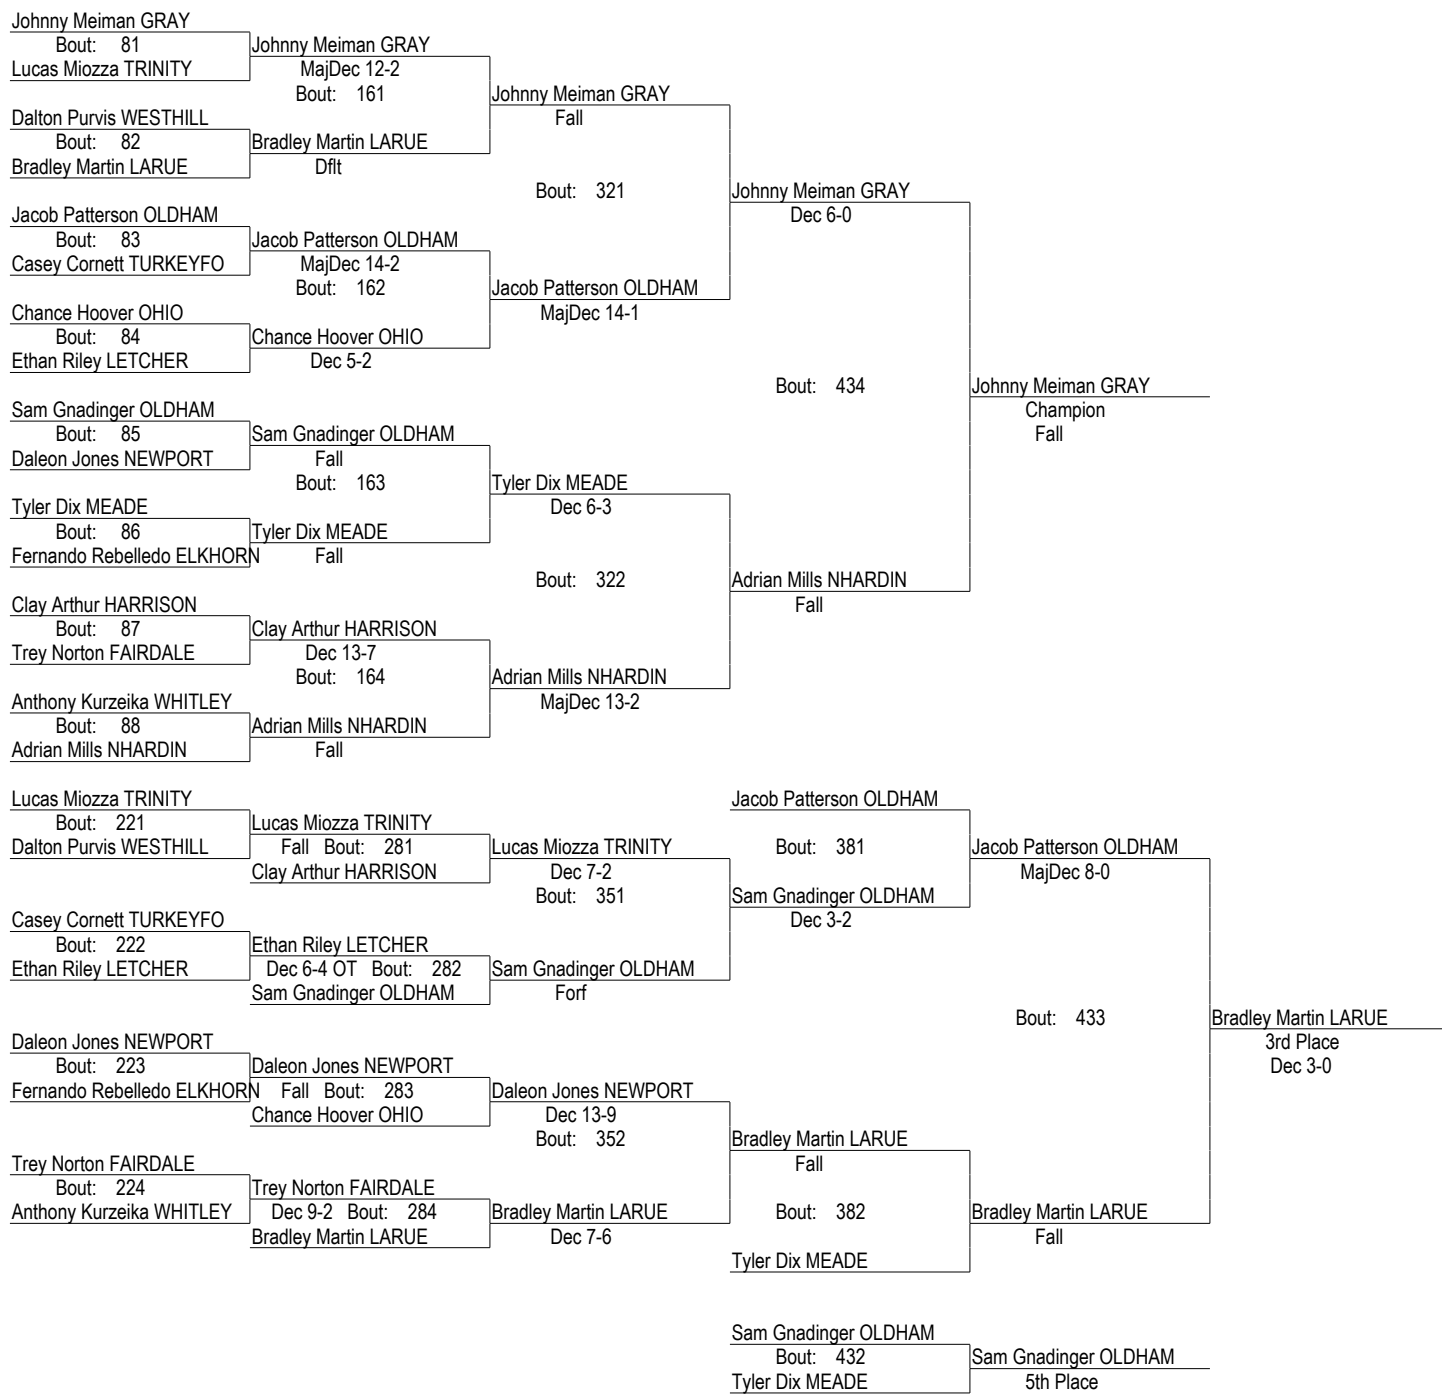 Johnny Meiman GRAY
Bout: 81
Johnny Meiman GRAY
Lucas Miozza TRINITY
MajDec 12-2
Bout: 161
Johnny Meiman GRAY
Dalton Purvis WESTHILL
Fall
Bout: 82
Bradley Martin LARUE
Bradley Martin LARUE
Dflt
Bout: 321
Johnny Meiman GRAY
Jacob Patterson OLDHAM
Dec 6-0
Bout: 83
Jacob Patterson OLDHAM
Casey Cornett TURKEYFO
MajDec 14-2
Bout: 162
Jacob Patterson OLDHAM
Chance Hoover OHIO
MajDec 14-1
Bout: 84
Chance Hoover OHIO
Ethan Riley LETCHER
Dec 5-2
Bout: 434
Johnny Meiman GRAY
Sam Gnadinger OLDHAM
Champion
Bout: 85
Sam Gnadinger OLDHAM
Fall
Daleon Jones NEWPORT
Fall
Bout: 163
Tyler Dix MEADE
Tyler Dix MEADE
Dec 6-3
Bout: 86
Tyler Dix MEADE
Fernando Rebelledo ELKHORN
Fall
Bout: 322
Adrian Mills NHARDIN
Clay Arthur HARRISON
Fall
Bout: 87
Clay Arthur HARRISON
Trey Norton FAIRDALE
Dec 13-7
Bout: 164
Adrian Mills NHARDIN
Anthony Kurzeika WHITLEY
MajDec 13-2
Bout: 88
Adrian Mills NHARDIN
Adrian Mills NHARDIN
Fall
Lucas Miozza TRINITY
Jacob Patterson OLDHAM
Bout: 221
Lucas Miozza TRINITY
Dalton Purvis WESTHILL
Fall Bout: 281
Lucas Miozza TRINITY
Bout: 381
Jacob Patterson OLDHAM
Clay Arthur HARRISON
Dec 7-2
MajDec 8-0
Bout: 351
Sam Gnadinger OLDHAM
Casey Cornett TURKEYFO
Dec 3-2
Bout: 222
Ethan Riley LETCHER
Ethan Riley LETCHER
Dec 6-4 OT Bout: 282
Sam Gnadinger OLDHAM
Sam Gnadinger OLDHAM
Forf
Bout: 433
Bradley Martin LARUE
Daleon Jones NEWPORT
3rd Place
Bout: 223
Daleon Jones NEWPORT
Dec 3-0
Fernando Rebelledo ELKHORN
Fall Bout: 283
Daleon Jones NEWPORT
Chance Hoover OHIO
Dec 13-9
Bout: 352
Bradley Martin LARUE
Trey Norton FAIRDALE
Fall
Bout: 224
Trey Norton FAIRDALE
Anthony Kurzeika WHITLEY
Dec 9-2 Bout: 284
Bradley Martin LARUE
Bout: 382
Bradley Martin LARUE
Bradley Martin LARUE
Dec 7-6
Fall
Tyler Dix MEADE
Sam Gnadinger OLDHAM
Bout: 432
Sam Gnadinger OLDHAM
Tyler Dix MEADE
5th Place